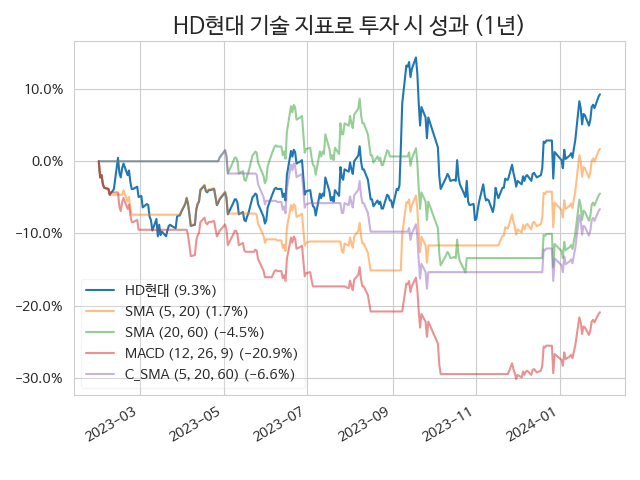 HD현대 기술 지표로 투자 시 성과 (1년)
10.0%
0.0%
−10.0%
−20.0%
−30.0%
HD현대 (9.3%)
SMA (5, 20) (1.7%)
SMA (20, 60) (−4.5%)
MACD (12, 26, 9) (−20.9%)
C_SMA (5, 20, 60) (−6.6%)
2023−03
2023−05
2023−07
2023−09
2023−11
2024−01